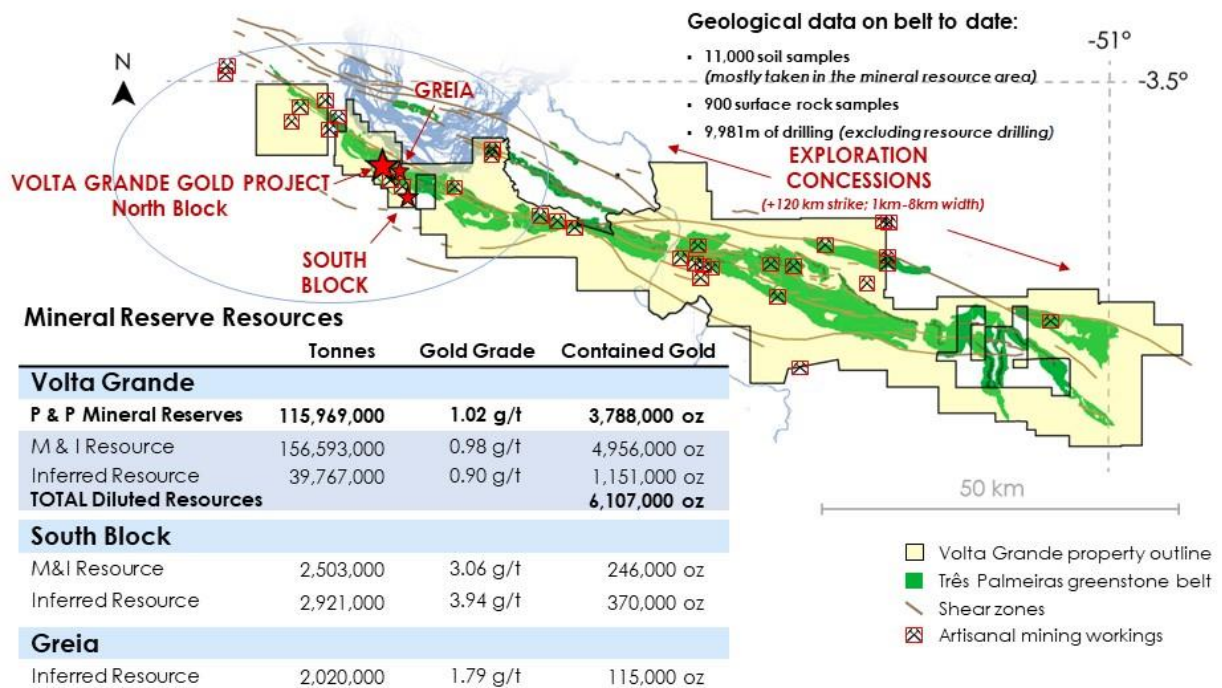 Geological data on belt to date:
▪ 11,000 soil samples
(mostly taken in the mineral resource area)
▪ 900 surface rock samples
▪ 9,981m of drilling (excluding resource drilling)
-51°
-3.5°
N
GREIA
EXPLORATION
CONCESSIONS
(+120 km strike; 1km-8km width)
VOLTA GRANDE GOLD PROJECT
North Block
SOUTH
BLOCK
Mineral Reserve Resources
Tonnes Gold Grade Contained Gold
Volta Grande
P & P Mineral Reserves 115,969,000 1.02 g/t 3,788,000 oz
M & I Resource 156,593,000 0.98 g/t 4,956,000 oz
Inferred Resource 39,767,000 0.90 g/t 1,151,000 oz
TOTAL Diluted Resources 6,107,000 oz
South Block
M&I Resource 2,503,000 3.06 g/t 246,000 oz
Inferred Resource 2,921,000 3.94 g/t 370,000 oz
Greia
Inferred Resource 2,020,000 1.79 g/t 115,000 oz
50 km
Volta Grande property outline
Três Palmeiras greenstone belt
Shear zones
Artisanal mining workings